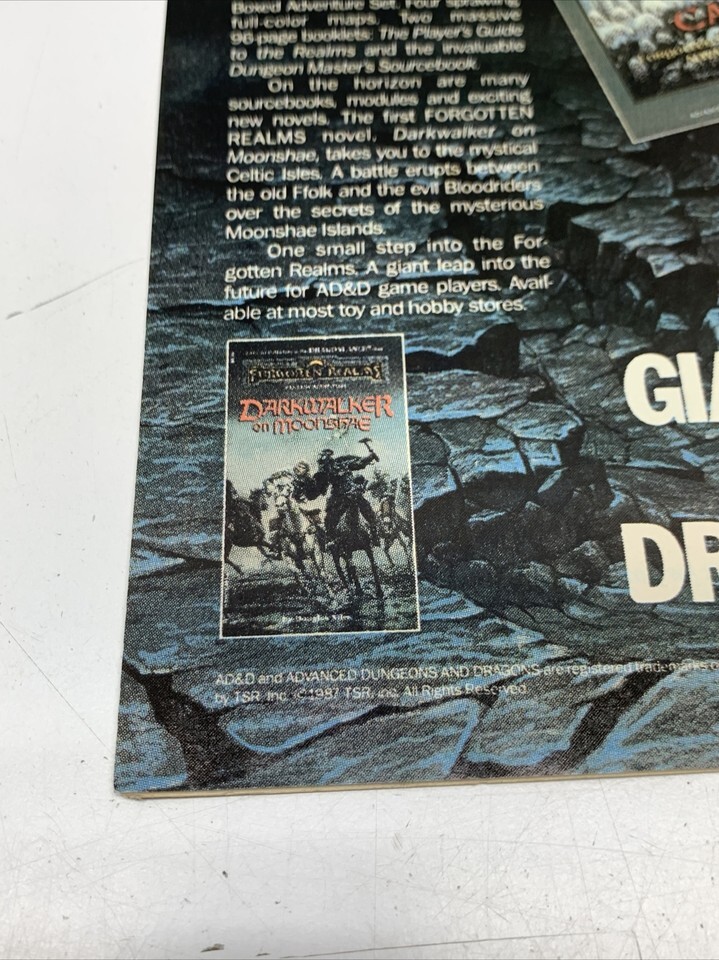 Boxed Adventure Set. Four sprawling
full-color maps. Two massive
96-page booklets: The Player's Guide
to the Realms and the invaluable
Dungeon Master's Sourcebook.
On the horizon are many
sourcebooks, modules and exciting
new novels. The first FORGOTTEN
REALMS novel, Darkwalker on
Moonshae, takes you to the mystical
Celtic Isles. A battle erupts between
the old Ffolk and the evil Bloodriders
over the secrets of the mysterious
Moonshae Islands.
One small step into the For-
gotten Realms. A giant leap into the
future for AD&D game players. Avail-
able at most toy and hobby stores.
CA
FORGOTTEN REALMS
DARKWALKER
on MOONSHAE
by Douglas Niles
GIA
DR
AD&D and ADVANCED DUNGEONS AND DRAGONS are registered trademarks o
by TSR, Inc. ©1987 TSR, Inc. All Rights Reserved.